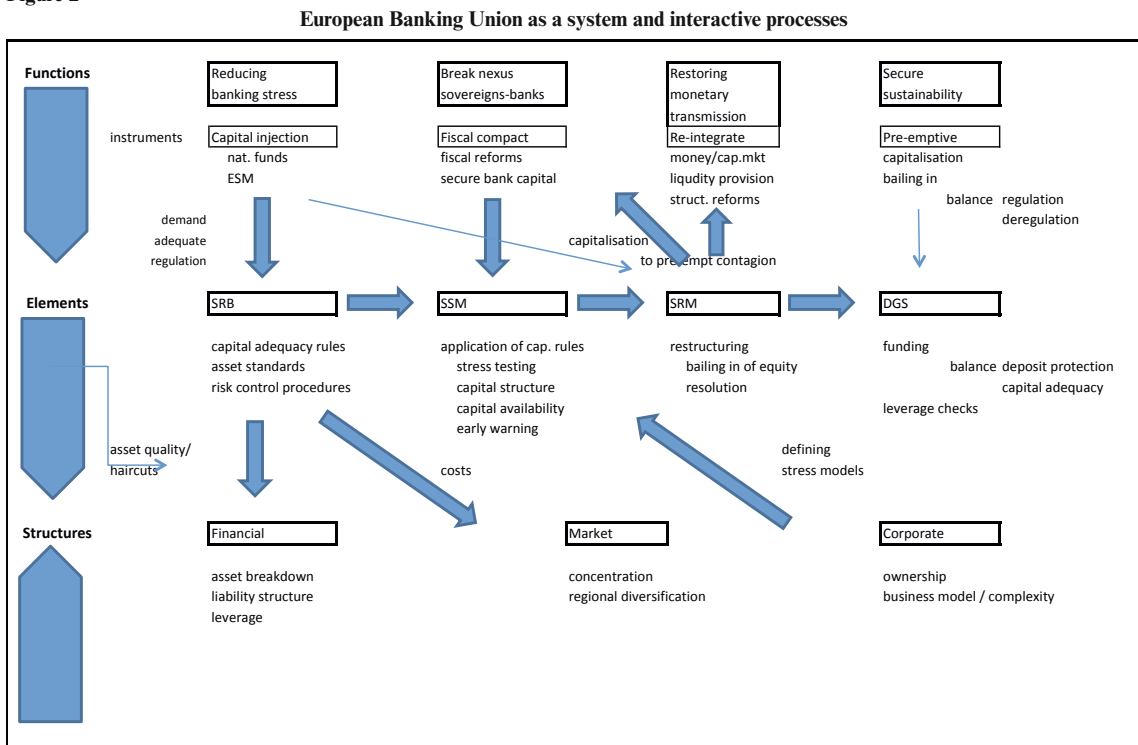 Figure 2
European Banking Union as a system and interactive processes
Functions
Reducing
banking stress
Break nexus
sovereigns-banks
Restoring
monetary
transmission
Secure
sustainability
instruments
Capital injection
nat. funds
ESM
Fiscal compact
fiscal reforms
secure bank capital
Re-integrate
money/cap.mkt
liqudity provision
struct. reforms
Pre-emptive
capitalisation
bailing in
balance regulation
deregulation
demand
adequate
regulation
capitalisation
to pre-empt contagion
Elements
SRB
SSM
SRM
DGS
capital adequacy rules
asset standards
risk control procedures
application of cap. rules
stress testing
capital structure
capital availability
early warning
restructuring
bailing in of equity
resolution
funding
balance deposit protection
capital adequacy
leverage checks
asset quality/
haircuts
costs
defining
stress models
Structures
Financial
Market
Corporate
asset breakdown
liability structure
leverage
concentration
regional diversification
ownership
business model / complexity